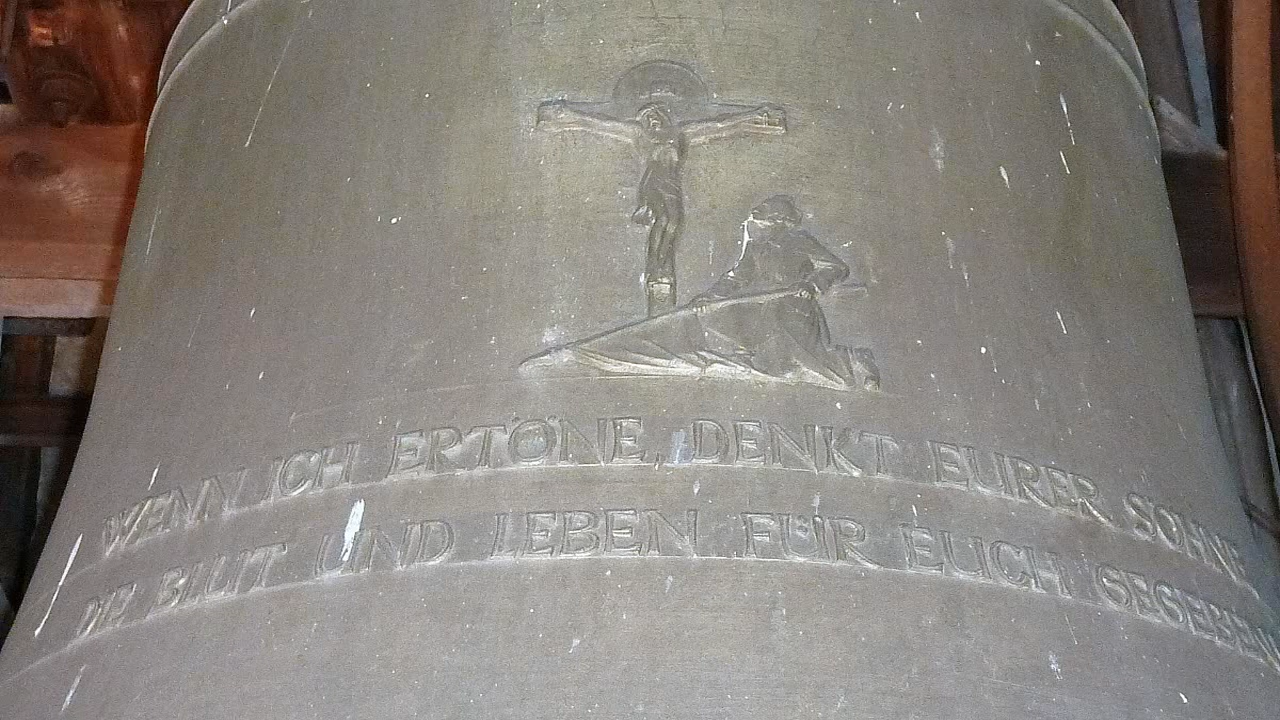 WENN ICH ERTÖNE, DENKT EURER SÖHNE
DIE BLUT UND LEBEN FÜR EUCH GEGEBEN